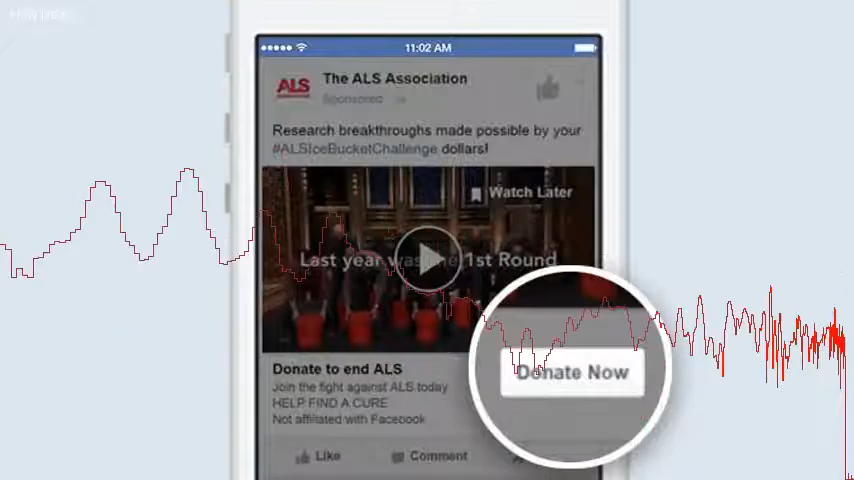 11:02 AM
ALS
The ALS Association
Sponsored
Research breakthroughs made possible by your
#ALSIceBucketChallenge dollars!
Watch Later
Last year was the 1st Round
Donate to end ALS
Join the fight against ALS today
HELP FIND A CURE
Not affiliated with Facebook
Donate Now
Like
Comment